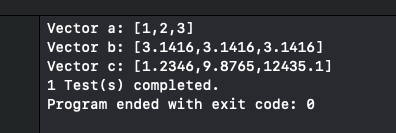 Vector a: [1,2,3]
Vector b: [3.1416,3.1416,3.1416]
Vector c: [1.2346,9.8765,12435.1]
1 Test(s) completed.
Program ended with exit code: 0